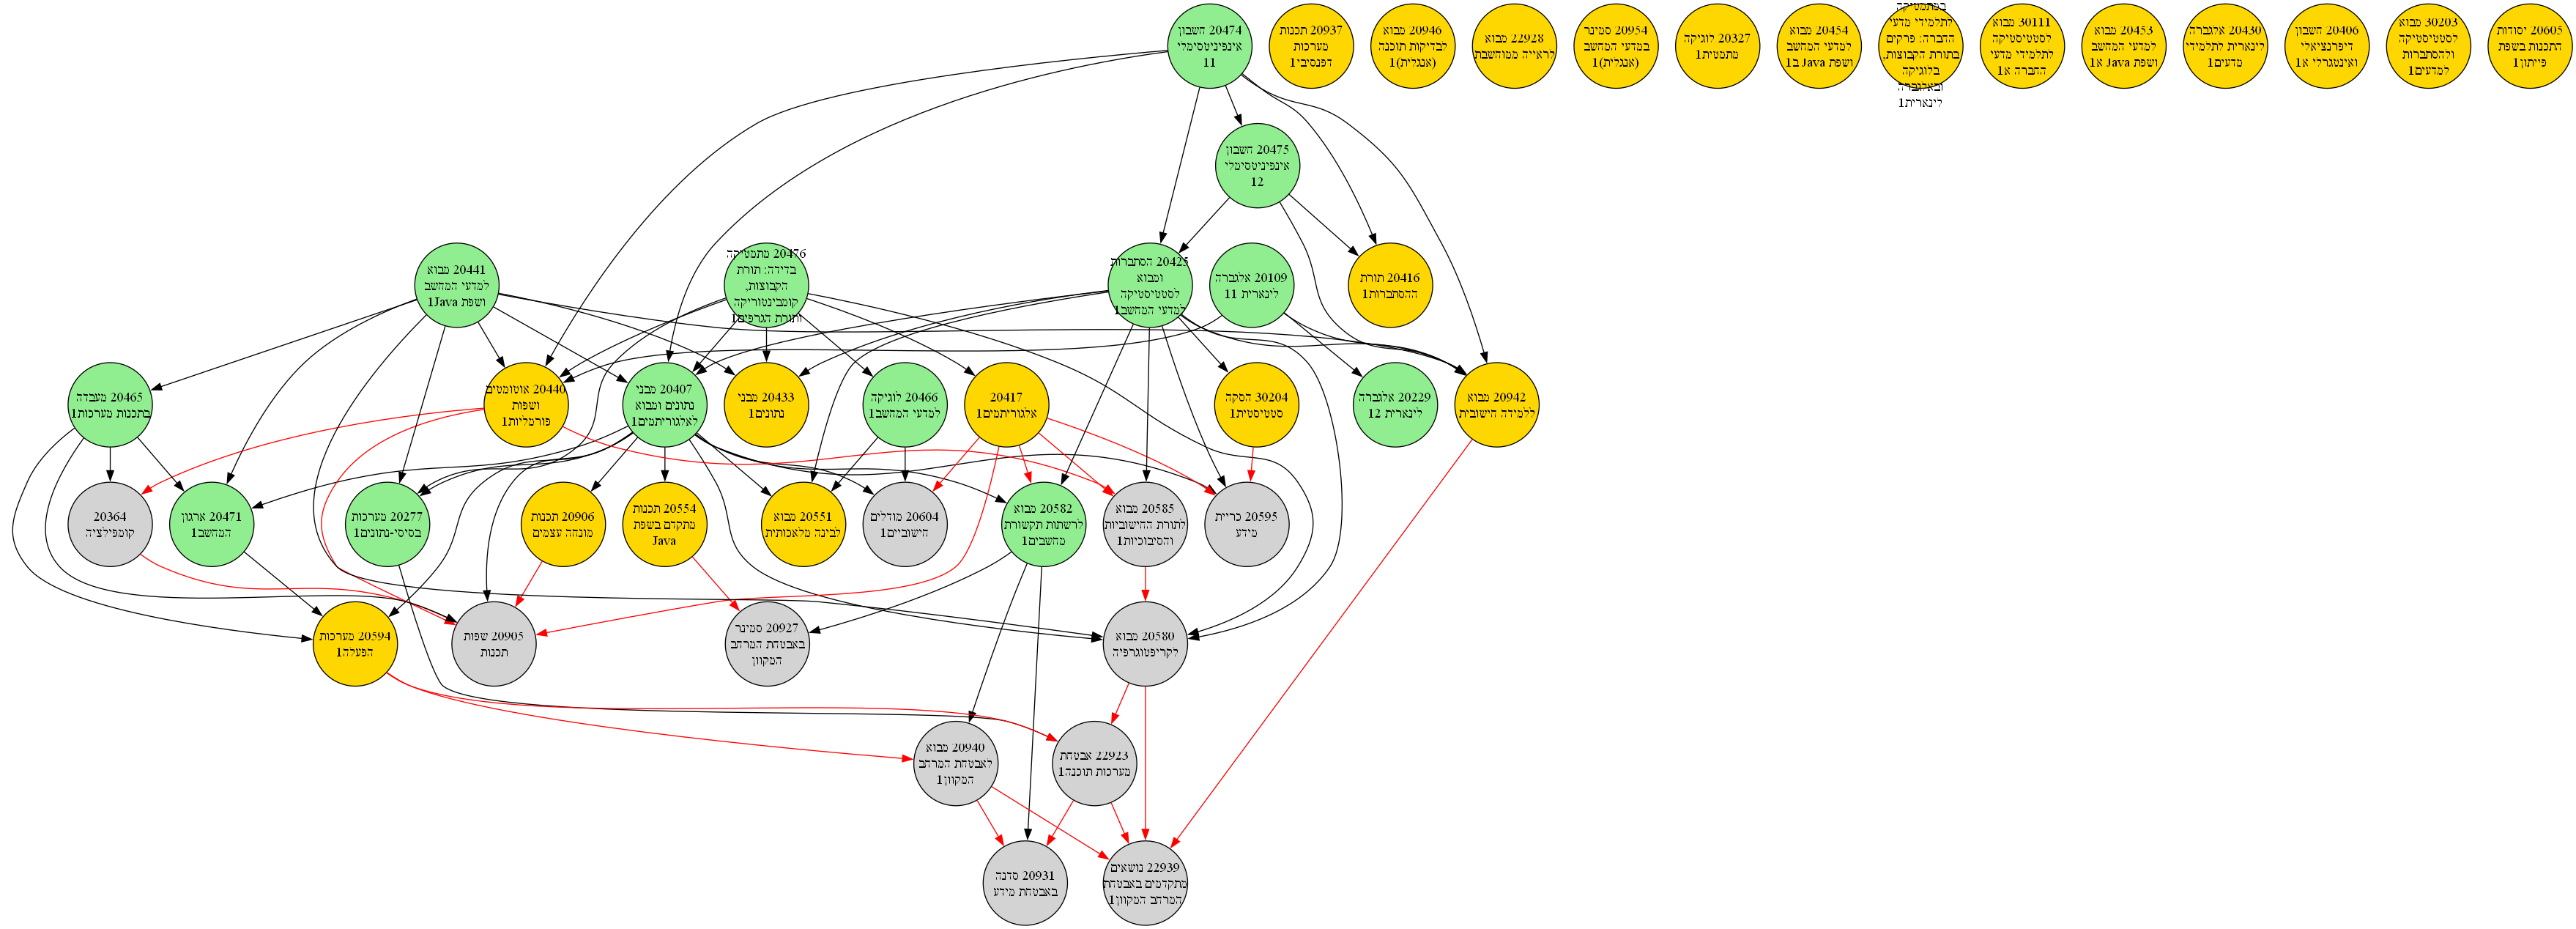 20474 חשבון
אינפיניטסימלי
11
20937 תכנות
מערכות
דפנסיבי1
20946 מבוא
לבדיקות תוכנה
(אנגלית)1
22928 מבוא
לראייה ממוחשבת
20954 סמינר
במדעי המחשב
(אנגלית)1
20327 לוגיקה
מתמטית1
20454 מבוא
למדעי המחשב
ושפת Java ב1
במתמטיקה
לתלמידי מדעי
החברה: פרקים
בתורת הקבוצות,
בלוגיקה
ובאלגברה
לינארית1
30111 מבוא
לסטטיסטיקה
לתלמידי מדעי
החברה א1
20453 מבוא
למדעי המחשב
ושפת Java א1
20430 אלגברה
לינארית לתלמידי
מדעים1
20406 חשבון
דיפרנציאלי
ואינטגרלי א1
30203 מבוא
לסטטיסטיקה
ולהסתברות
למדעים1
20605 יסודות
התכנות בשפת
פייתון1
20475 חשבון
אינפיניטסימלי
12
20441 מבוא
למדעי המחשב
ושפת Java1
20476 מתמטיקה
בדידה: תורת
הקבוצות,
קומבינטוריקה
ותורת הגרפים1
20425 הסתברות
ומבוא
לסטטיסטיקה
למדעי המחשב1
20109 אלגברה
לינארית 11
20416 תורת
ההסתברות1
20465 מעבדה
בתכנות מערכות1
20440 אוטומטים
ושפות
פורמליות1
20407 מבני
נתונים ומבוא
לאלגוריתמים1
20433 מבני
נתונים1
20466 לוגיקה
למדעי המחשב1
20417
אלגוריתמים1
30204 הסקה
סטטיסטית1
20229 אלגברה
לינארית 12
20942 מבוא
ללמידה חישובית
20364
קומפילציה
20471 ארגון
המחשב1
20277 מערכות
בסיסי-נתונים1
20906 תכנות
מונחה עצמים
20554 תכנות
מתקדם בשפת
Java
20551 מבוא
לבינה מלאכותית
20604 מודלים
חישוביים1
20582 מבוא
לרשתות תקשורת
מחשבים1
20585 מבוא
לתורת החישוביות
והסיבוכיות1
20595 כריית
מידע
20594 מערכות
הפעלה1
20905 שפות
תכנות
20927 סמינר
באבטחת המרחב
המקוון
20580 מבוא
לקריפטוגרפיה
20940 מבוא
לאבטחת המרחב
המקוון1
22923 אבטחת
מערכות תוכנה1
20931 סדנה
באבטחת מידע
22939 נושאים
מתקדמים באבטחת
המרחב המקוון1